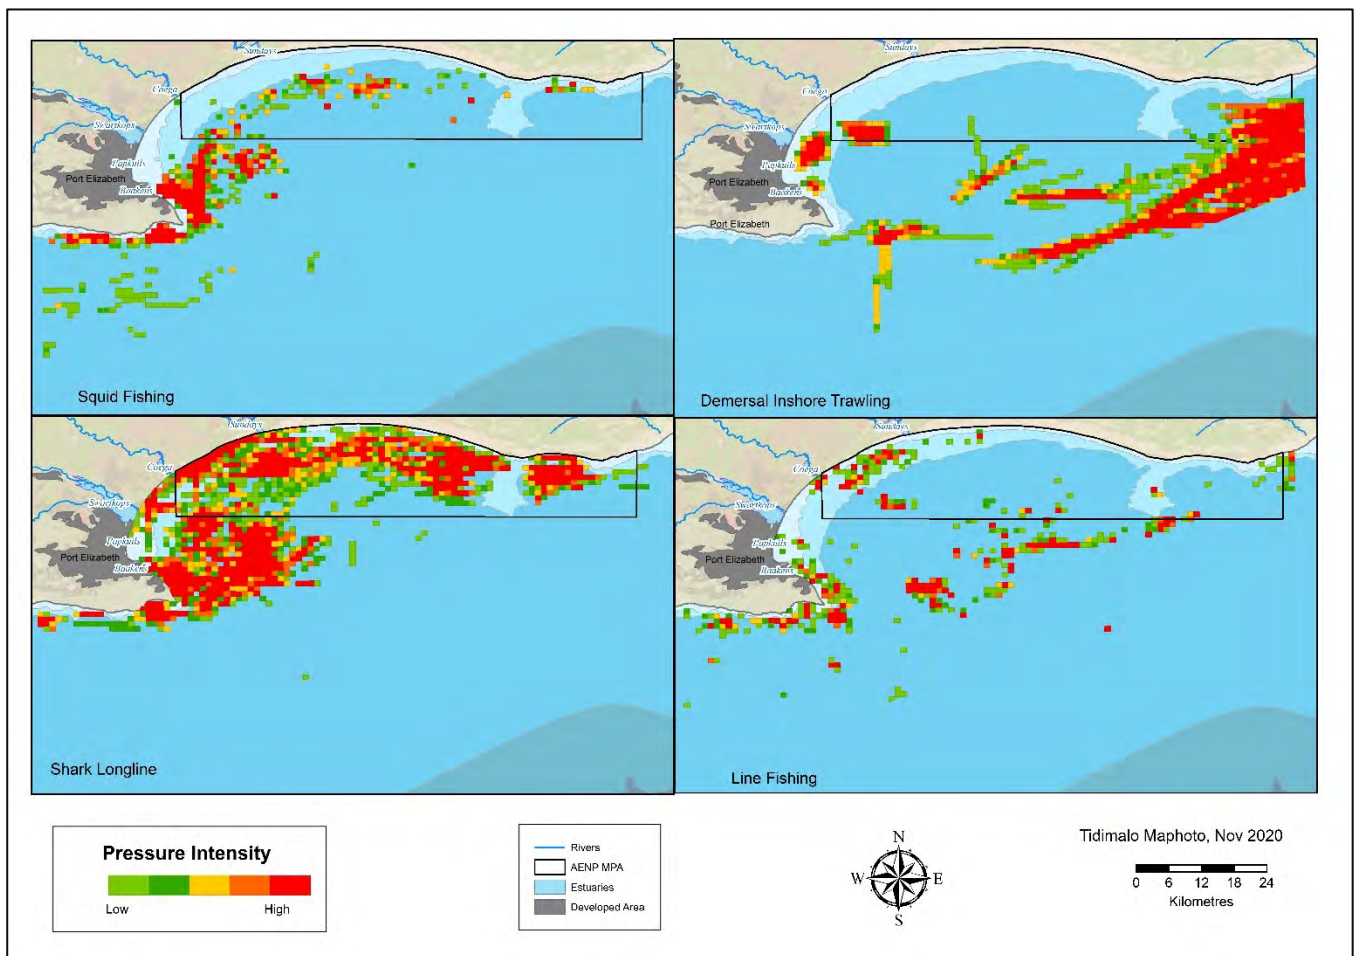 Sundays
Coega
Swartkops
Papkuils
Port Elizabeth
Baakens
Squid Fishing
Sundays
Coega
Swartkops
Papkuils
Port Elizabeth
Baakens
Port Elizabeth
Demersal Inshore Trawling
Sundays
Coega
Swartkops
Papkuils
Port Elizabeth
Baakens
Shark Longline
Sundays
Coega
Swartkops
Papkuils
Port Elizabeth
Baakens
Line Fishing
Pressure Intensity
Low High
Rivers
AENP MPA
Estuaries
Developed Area
N
W E
S
Tidimalo Maphoto, Nov 2020
0 6 12 18 24
Kilometres